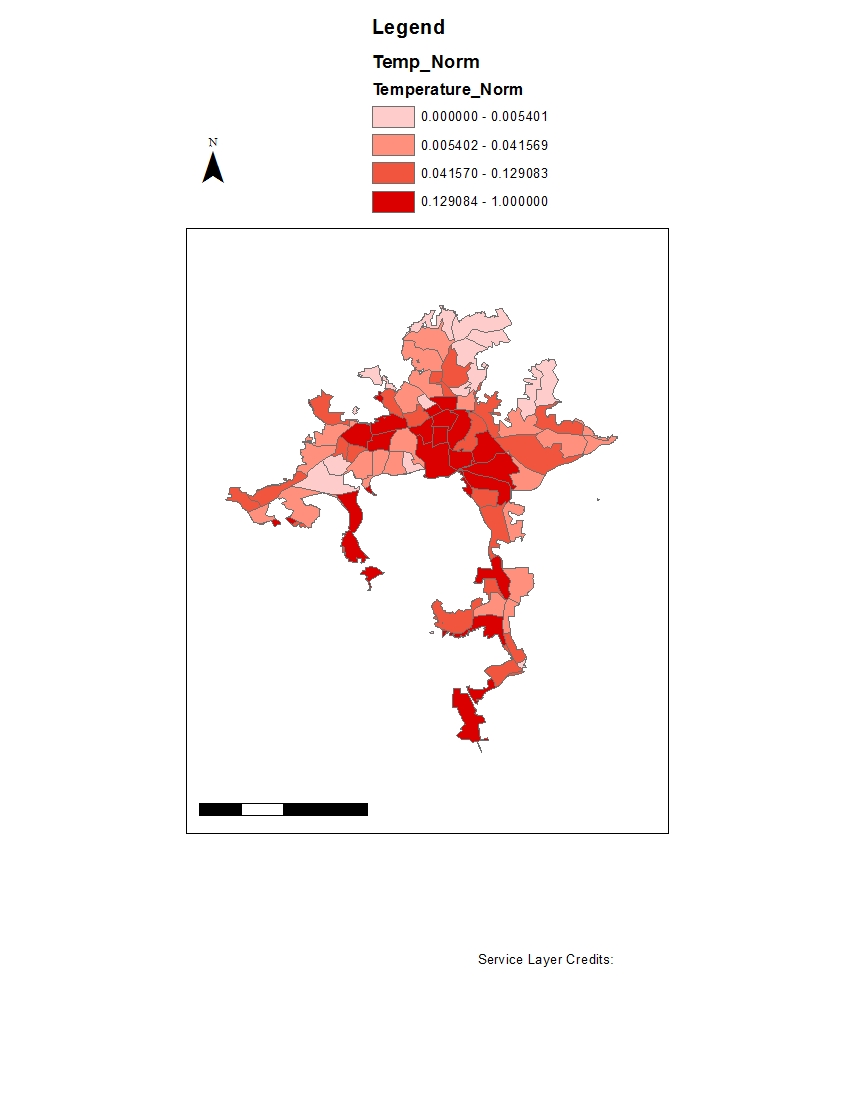 Legend
Temp_Norm
Temperature_Norm
0.000000 - 0.005401
0.005402 - 0.041569
0.041570 - 0.129083
0.129084 - 1.000000
N
Service Layer Credits: